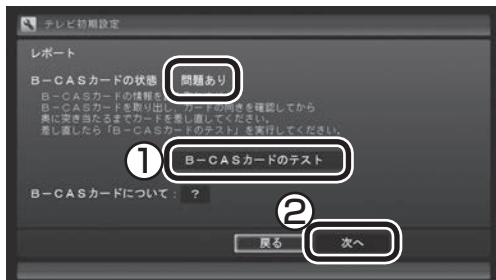 テレビ初期設定
レポート
B-CASカードの状態 問題あり
B-CASカードの情報を
B-CASカードを取り出し、カードの向きを確認してから
奥に突き当たるまでカードを差し直してください。
差し直したら「B-CASカードのテスト」を実行してください。
①
B-CASカードのテスト
B-CASカードについて: ?
②
戻る 次へ